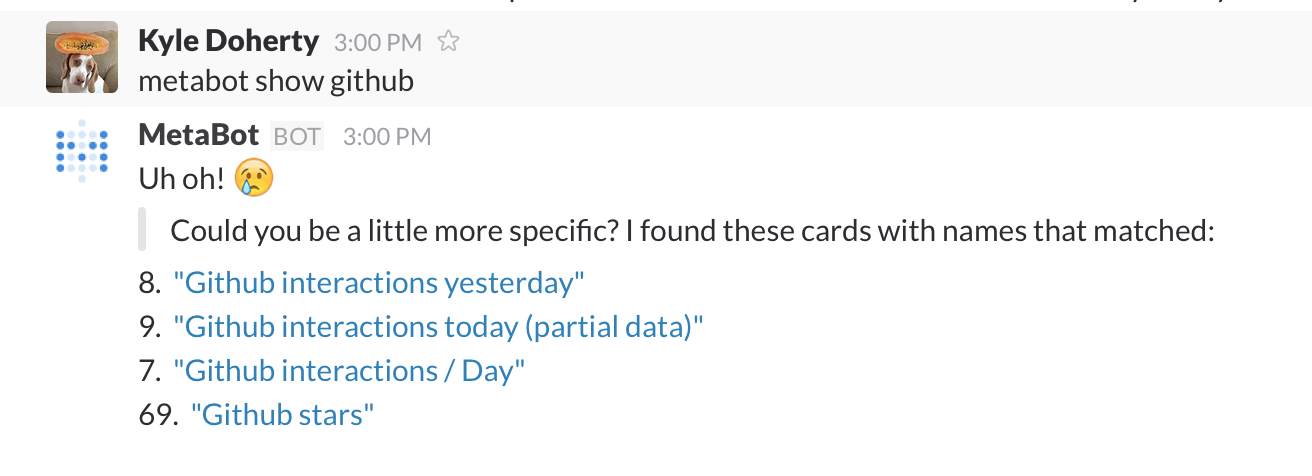 Kyle Doherty 3:00 PM
metabot show github
MetaBot BOT 3:00 PM
Uh oh! 😢
Could you be a little more specific? I found these cards with names that matched:
8. "Github interactions yesterday"
9. "Github interactions today (partial data)"
7. "Github interactions / Day"
69. "Github stars"